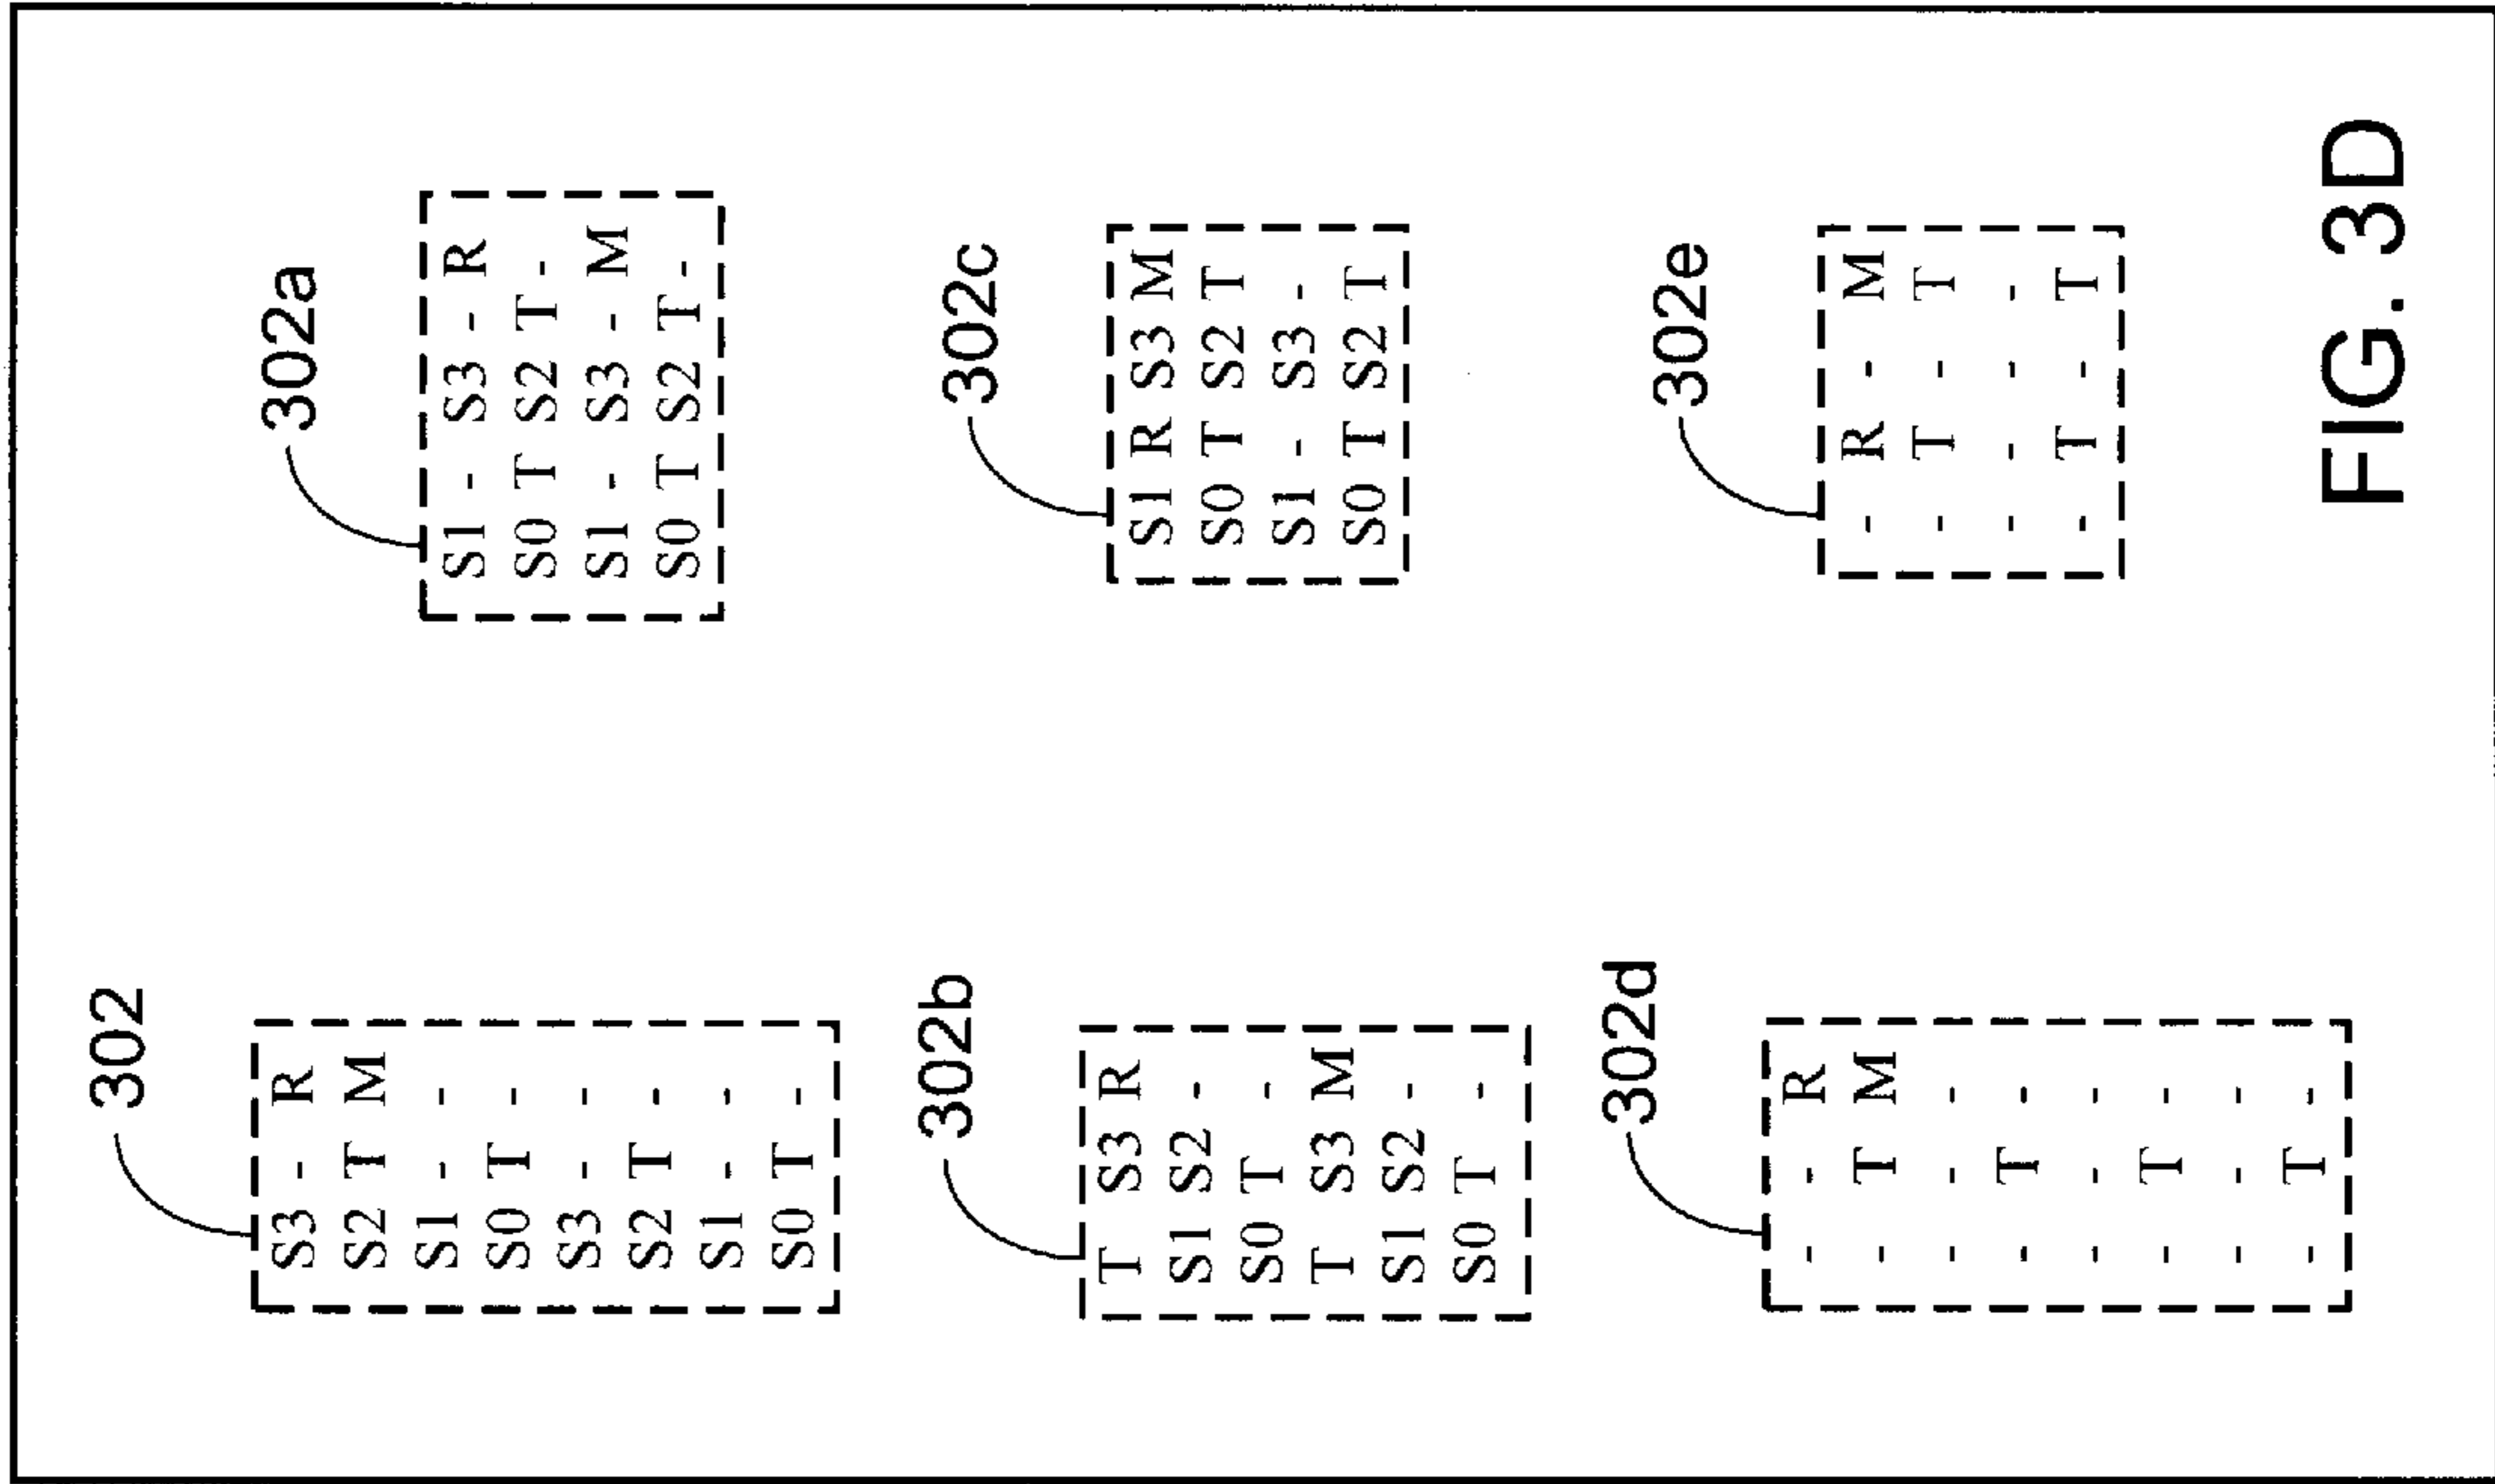 302
S3 - R
S2 T M
S1 - -
S0 T -
S3 - -
S2 T -
S1 - -
S0 T -
302a
S1 - S3 - R
S0 T S2 T -
S1 - S3 - M
S0 T S2 T -
302b
T S3 R
S1 S2 -
S0 T -
T S3 M
S1 S2 -
S0 T -
302c
S1 R S3 M
S0 T S2 T
S1 - S3 -
S0 T S2 T
302d
- - R
- T M
- - -
- T -
- - -
- T -
- - -
- T -
302e
- R - M
- T - T
- - - -
- T - T
FIG. 3D